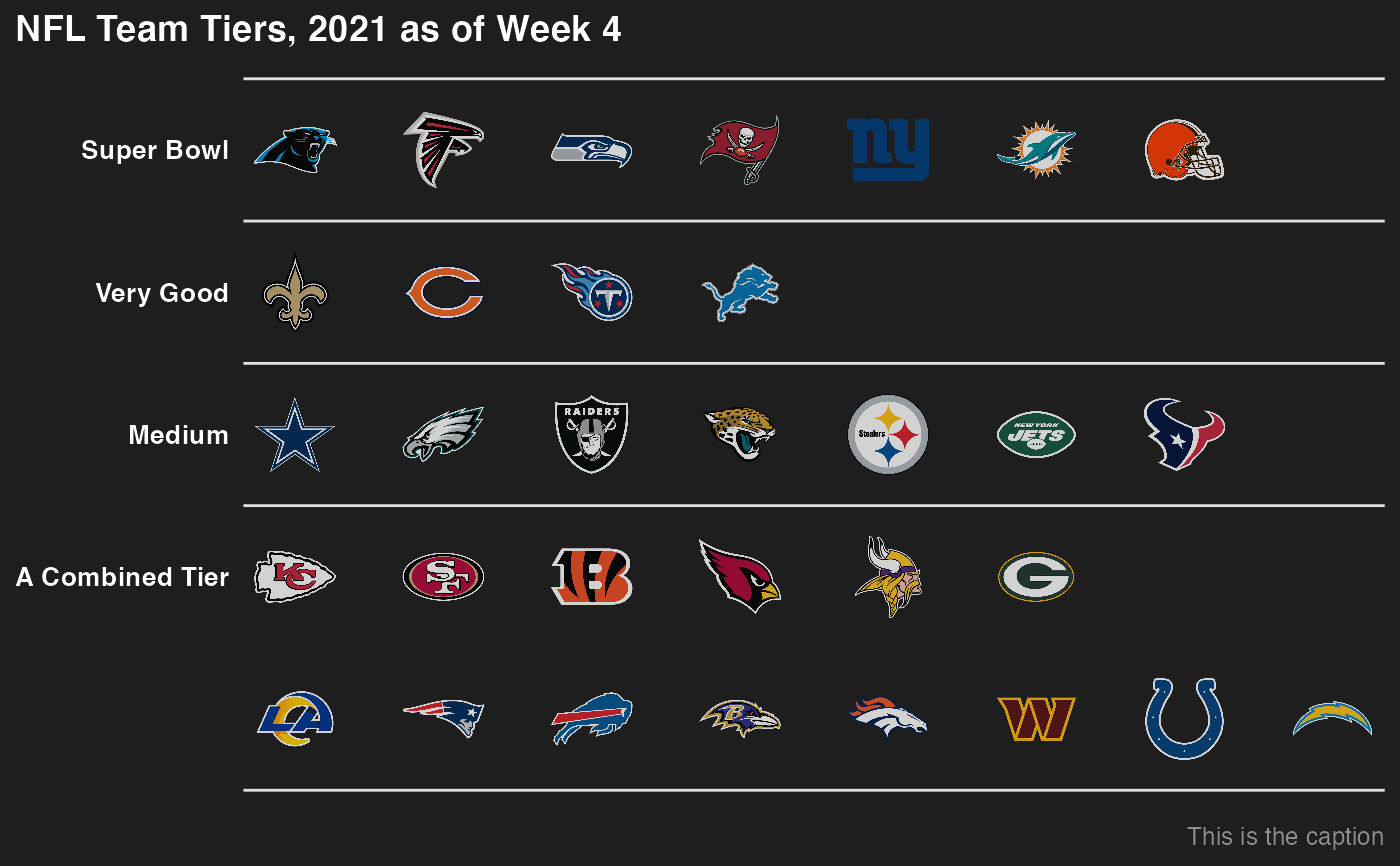 NFL Team Tiers, 2021 as of Week 4
Super Bowl
ny
Very Good
T
Medium
RAIDERS
Steelers
NEW YORK
JETS
A Combined Tier
KC
SF
B
G
LA
B
W
This is the caption